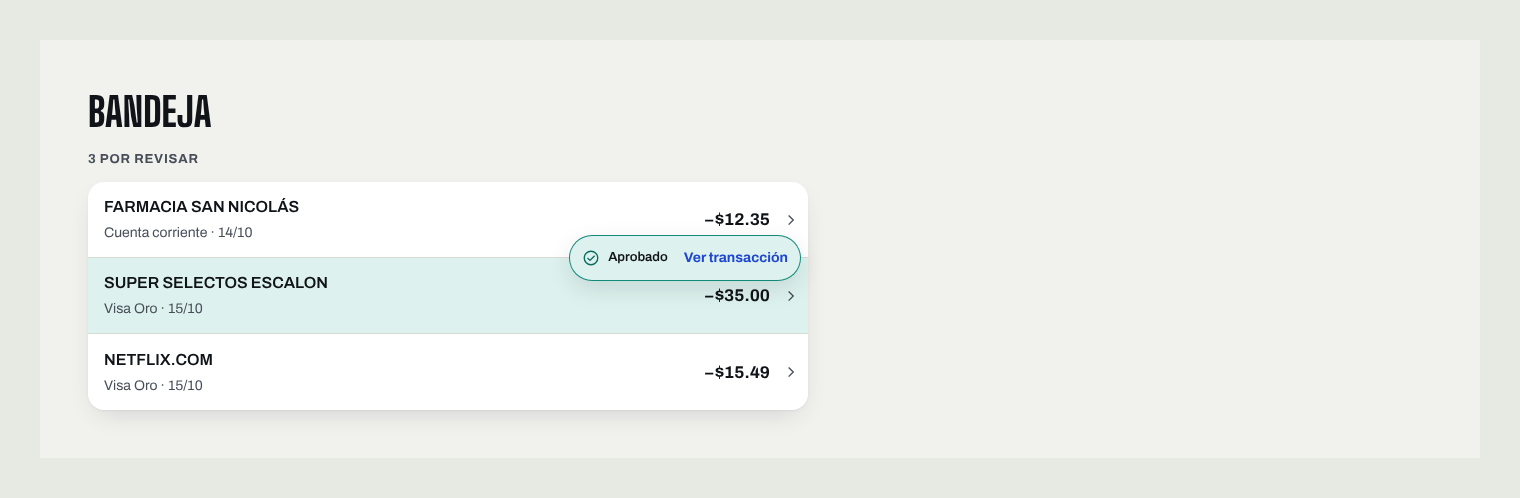 BANDEJA
3 POR REVISAR
FARMACIA SAN NICOLÁS
Cuenta corriente · 14/10
–$12.35
Aprobado Ver transacción
SUPER SELECTOS ESCALON
Visa Oro · 15/10
–$35.00
NETFLIX.COM
Visa Oro · 15/10
–$15.49